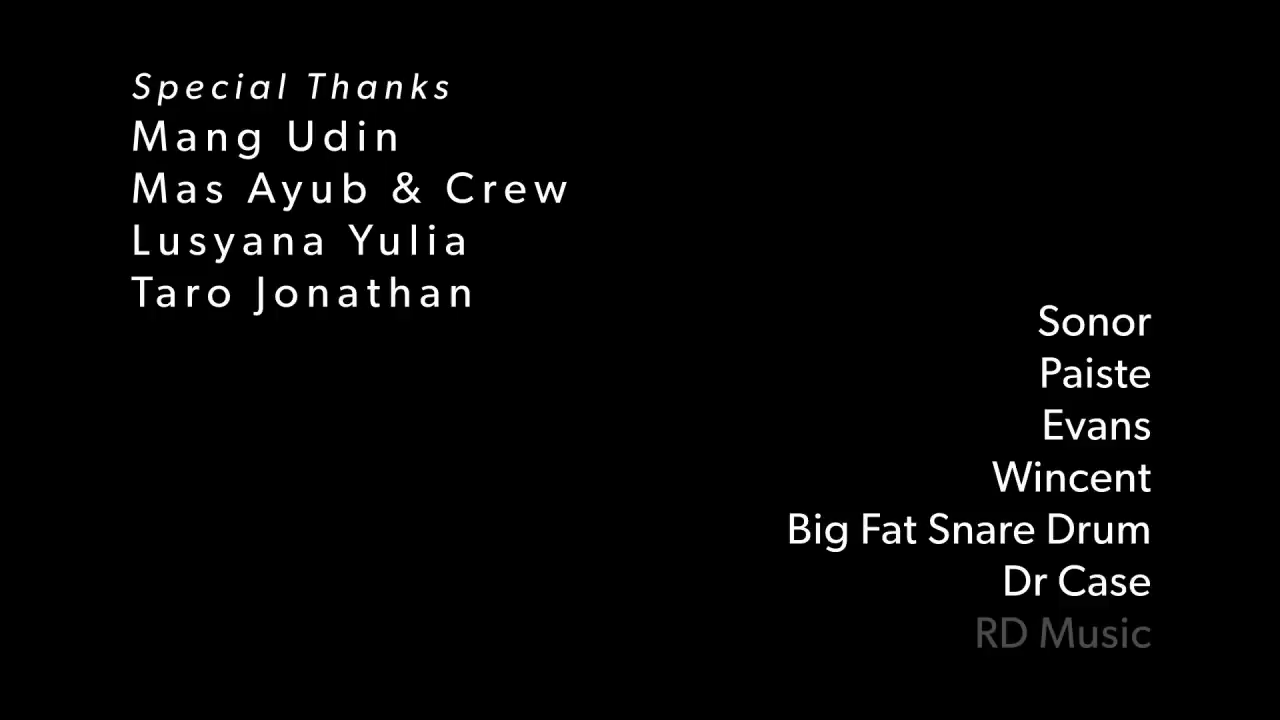 Special Thanks
Mang Udin
Mas Ayub & Crew
Lusyana Yulia
Taro Jonathan
Sonor
Paiste
Evans
Wincent
Big Fat Snare Drum
Dr Case
RD Music